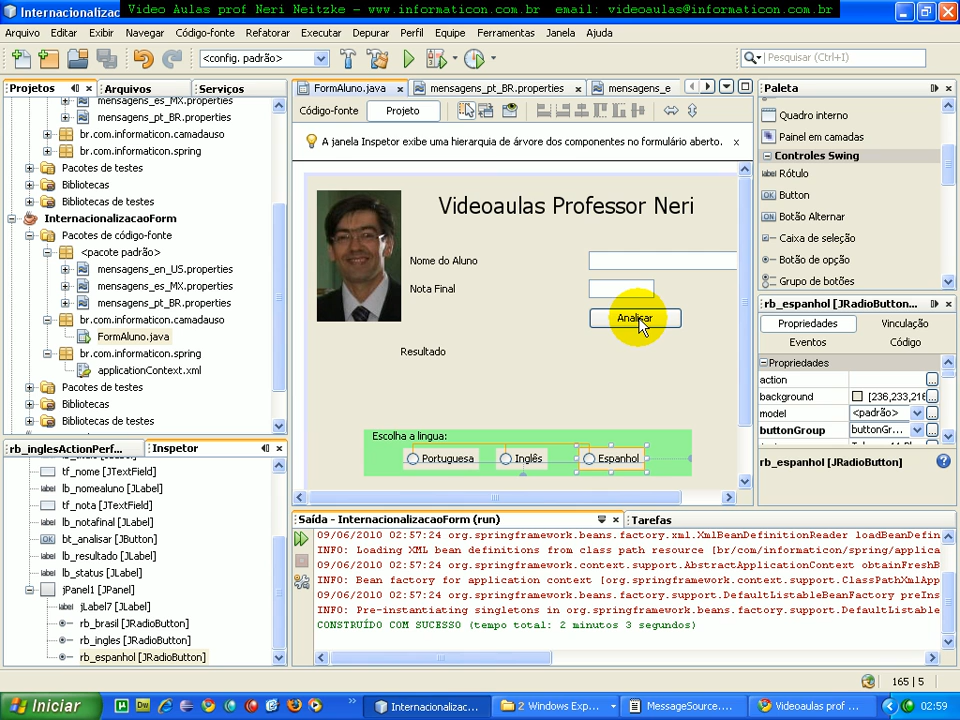 Internacionalizaç
Video Aulas prof Neri Neitzke - www.informaticon.com.br email: videoaulas@informaticon.com.br
Arquivo Editar Exibir Navegar Código-fonte Refatorar Executar Depurar Perfil Equipe Ferramentas Janela Ajuda
<config. padrão>
Pesquisar (Ctrl+I)
Projetos
Arquivos
Serviços
mensagens_es_MX.properties
mensagens_pt_BR.properties
br.com.informaticon.camadauso
br.com.informaticon.spring
Pacotes de testes
Bibliotecas
Bibliotecas de testes
InternacionalizacaoForm
Pacotes de código-fonte
<pacote padrão>
mensagens_en_US.properties
mensagens_es_MX.properties
mensagens_pt_BR.properties
br.com.informaticon.camadauso
FormAluno.java
br.com.informaticon.spring
applicationContext.xml
Pacotes de testes
Bibliotecas
Bibliotecas de testes
rb_inglesActionPerf...
Inspetor
tf_nome [JTextField]
lb_nomealuno [JLabel]
tf_nota [JTextField]
lb_notafinal [JLabel]
bt_analisar [JButton]
lb_resultado [JLabel]
lb_status [JLabel]
jPanel1 [JPanel]
jLabel7 [JLabel]
rb_brasil [JRadioButton]
rb_ingles [JRadioButton]
rb_espanhol [JRadioButton]
FormAluno.java
mensagens_pt_BR.properties
mensagens_e
Código-fonte
Projeto
A janela Inspetor exibe uma hierarquia de árvore dos componentes no formulário aberto.
Videoaulas Professor Neri
Nome do Aluno
Nota Final
Analisar
Resultado
Escolha a lingua:
Portuguesa
Inglês
Espanhol
Saída - InternacionalizacaoForm (run)
Tarefas
09/06/2010 02:57:24 org.springframework.beans.factory.xml.XmlBeanDefinitionReader loadBeanDefin
INFO: Loading XML bean definitions from class path resource [br/com/informaticon/spring/applica
09/06/2010 02:57:24 org.springframework.context.support.AbstractApplicationContext obtainFreshB
INFO: Bean factory for application context [org.springframework.context.support.ClassPathXmlApp
09/06/2010 02:57:24 org.springframework.beans.factory.support.DefaultListableBeanFactory preIns
INFO: Pre-instantiating singletons in org.springframework.beans.factory.support.DefaultListable
CONSTRUÍDO COM SUCESSO (tempo total: 2 minutos 3 segundos)
Paleta
Quadro interno
Painel em camadas
Controles Swing
label Rótulo
OK Button
ON Botão Alternar
Caixa de seleção
Botão de opção
Grupo de botões
rb_espanhol [JRadioButton]...
Propriedades
Vinculação
Eventos
Código
Propriedades
action
background [236,233,216
model <padrão>
buttonGroup buttonGr...
rb_espanhol [JRadioButton]
165 | 5
Iniciar
Internacionalizac...
2 Windows Exp...
MessageSource....
Videoaulas prof ...
02:59